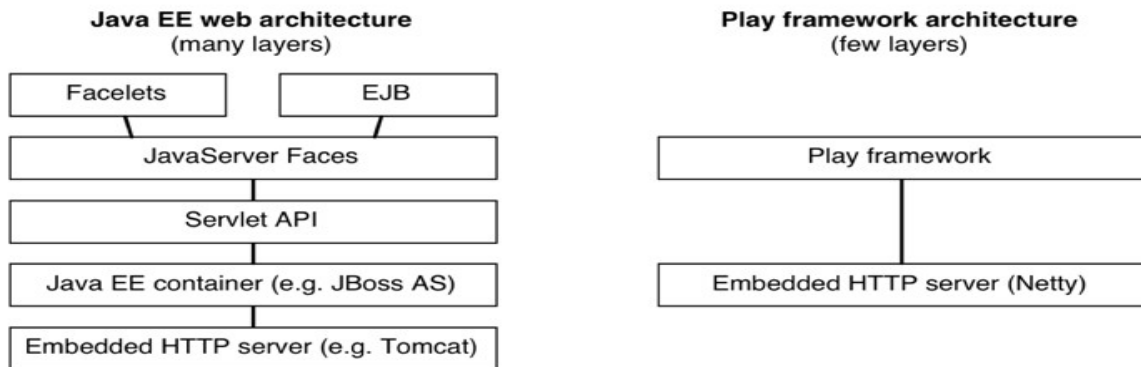 Java EE web architecture
(many layers)
Facelets
EJB
JavaServer Faces
Servlet API
Java EE container (e.g. JBoss AS)
Embedded HTTP server (e.g. Tomcat)
Play framework architecture
(few layers)
Play framework
Embedded HTTP server (Netty)